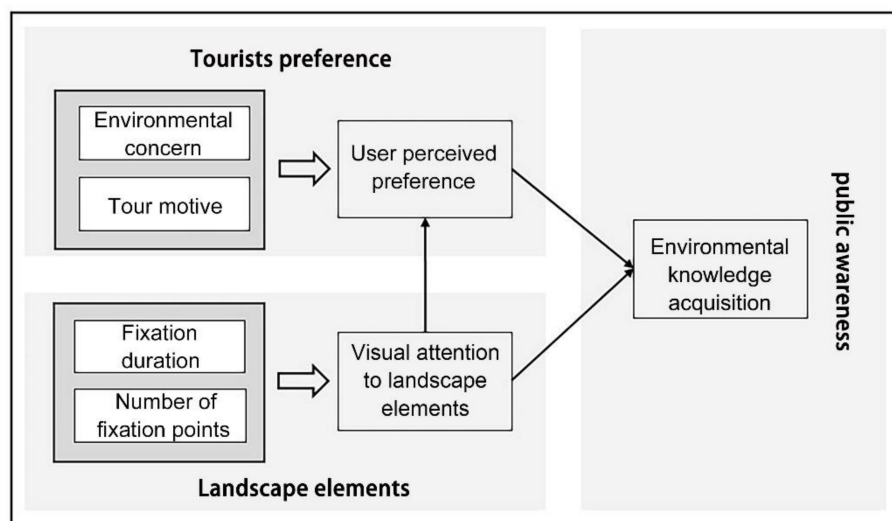 Tourists preference
Environmental
concern
Tour motive
User perceived
preference
Fixation
duration
Number of
fixation points
Visual attention
to landscape
elements
Landscape elements
Environmental
knowledge
acquisition
public awareness